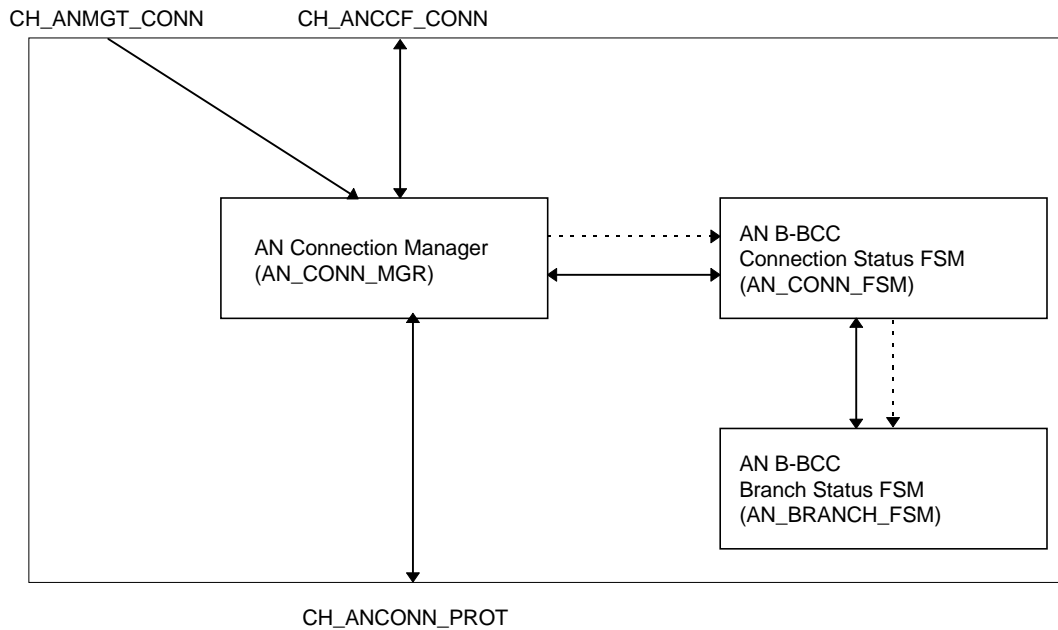 CH_ANMGT_CONN
CH_ANCCF_CONN
AN Connection Manager
(AN_CONN_MGR)
AN B-BCC
Connection Status FSM
(AN_CONN_FSM)
AN B-BCC
Branch Status FSM
(AN_BRANCH_FSM)
CH_ANCONN_PROT